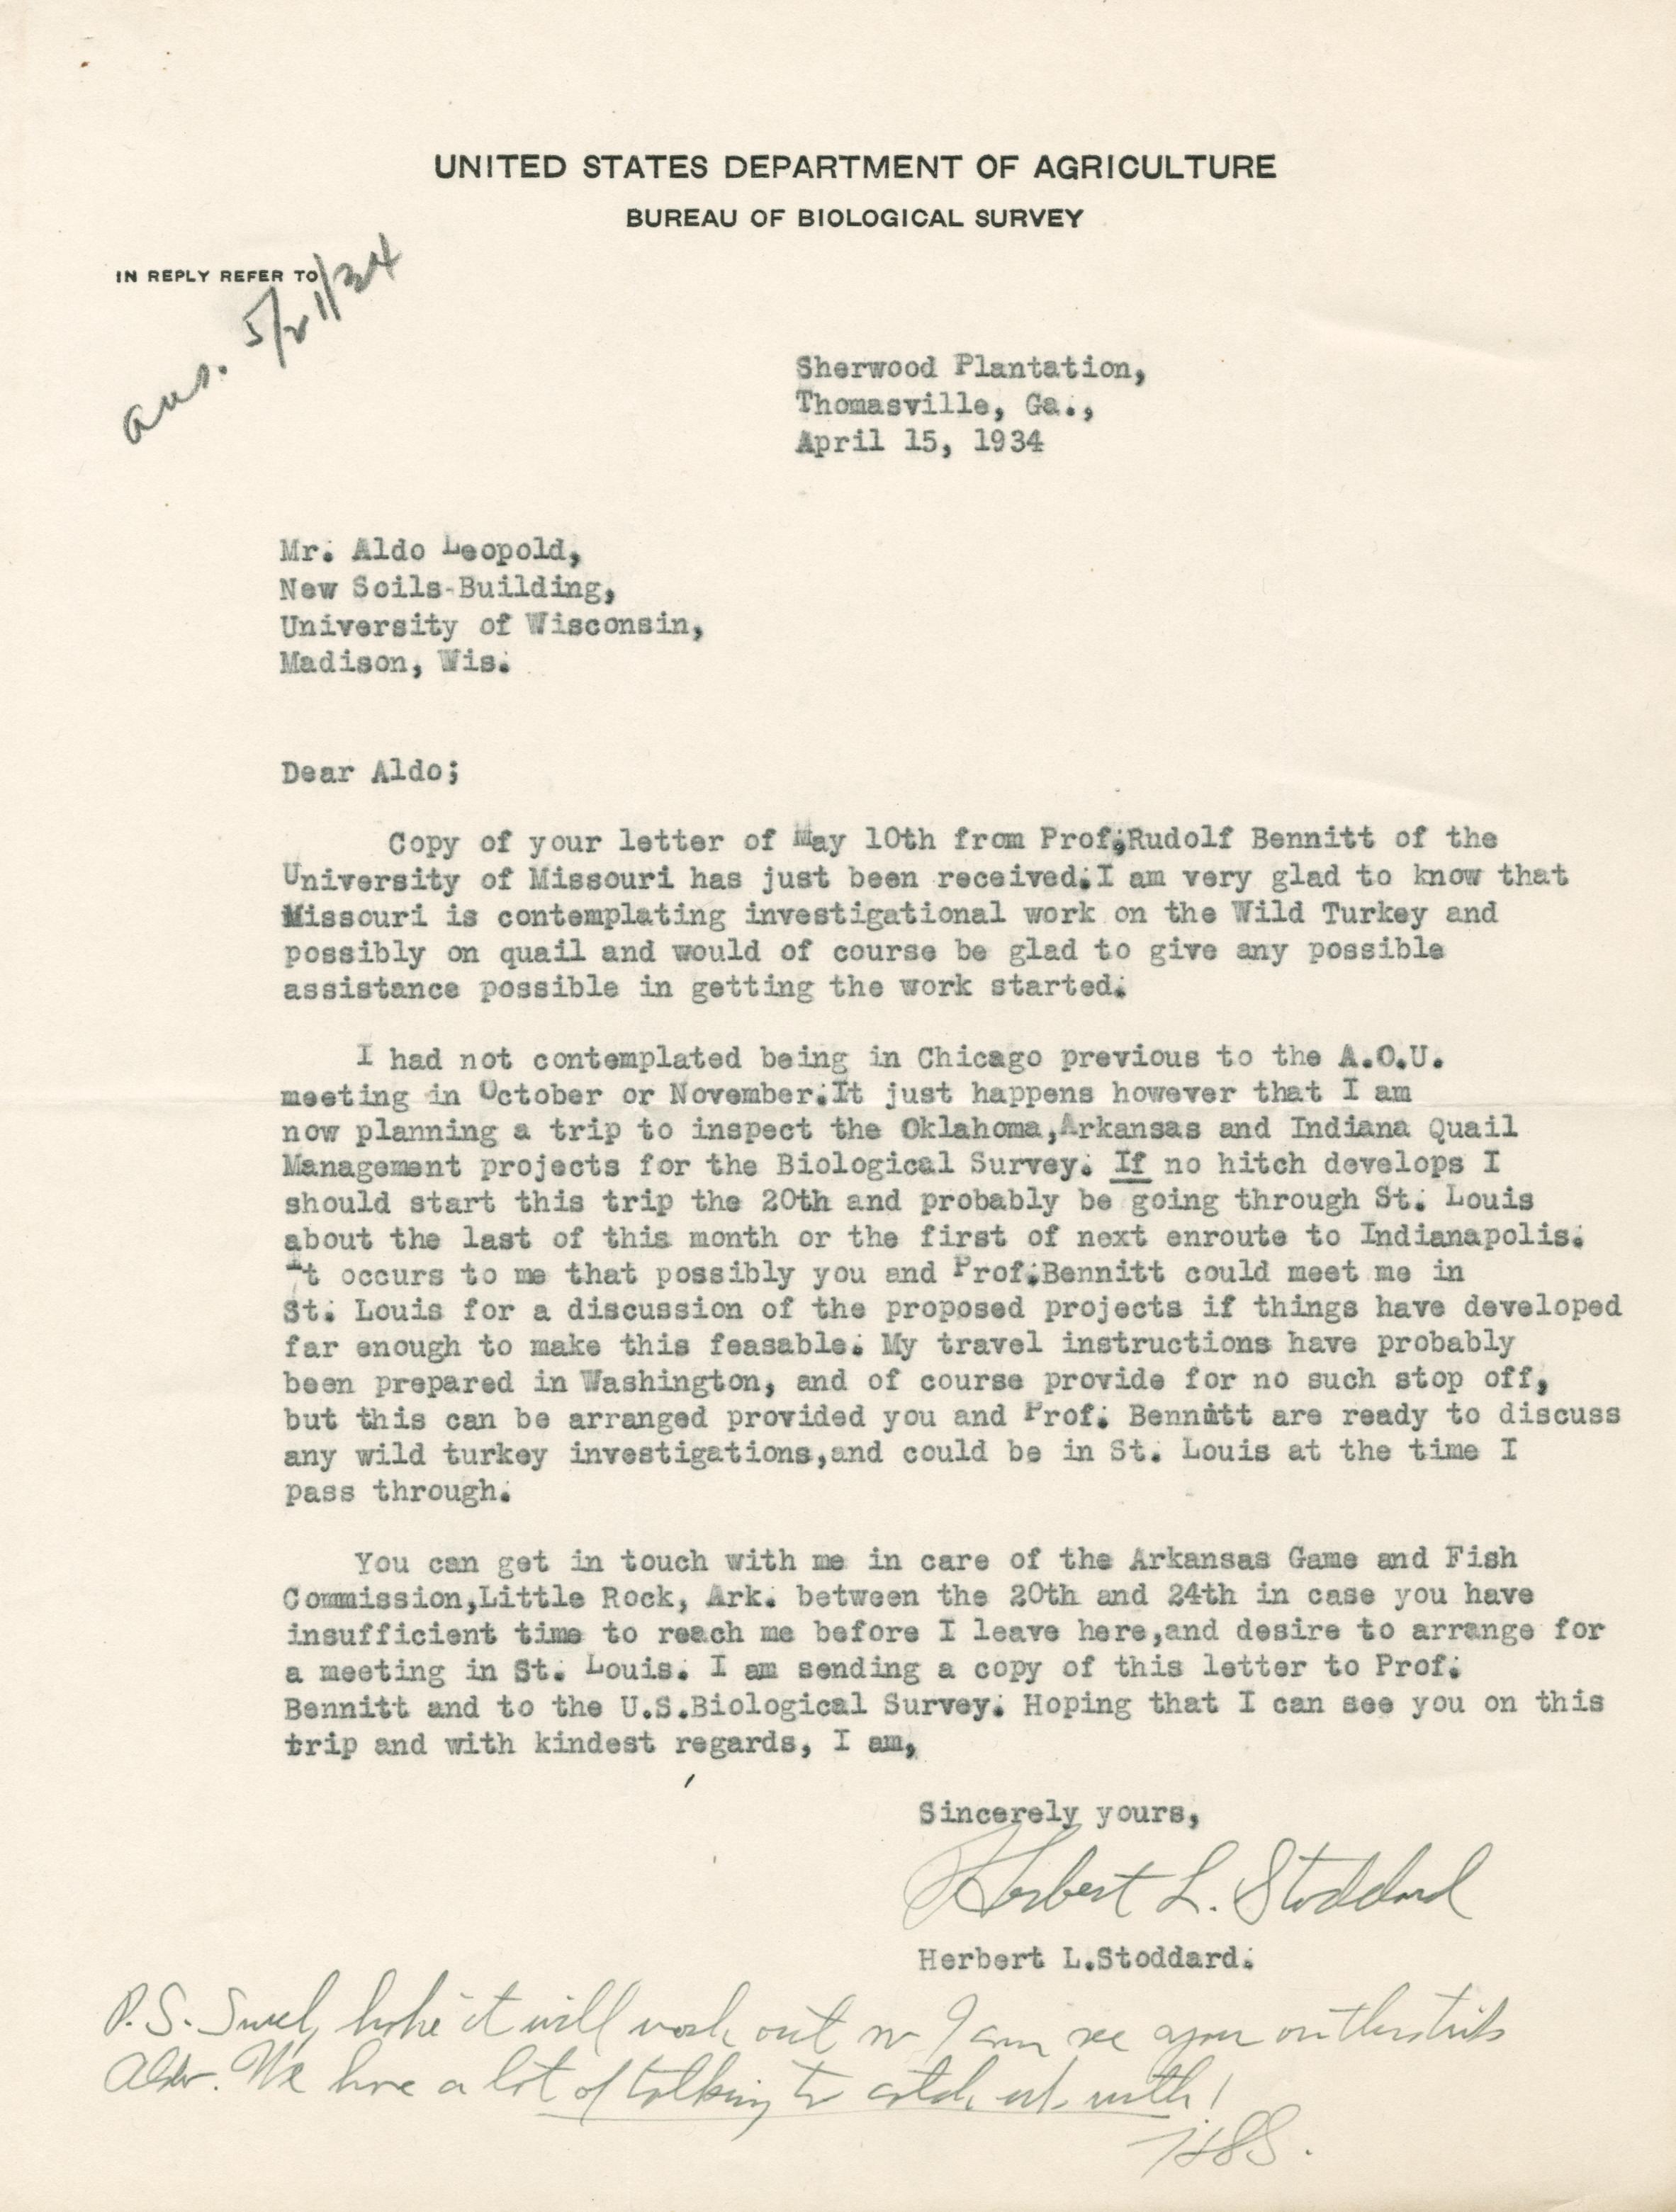 UNITED STATES DEPARTMENT OF AGRICULTURE
BUREAU OF BIOLOGICAL SURVEY
IN REPLY REFER TO
ans. 5/21/34
Sherwood Plantation,
Thomasville, Ga.,
April 15, 1934
Mr. Aldo Leopold,
New Soils-Building,
University of Wisconsin,
Madison, Wis.
Dear Aldo;
Copy of your letter of May 10th from Prof.Rudolf Bennitt of the
University of Missouri has just been received.I am very glad to know that
Missouri is contemplating investigational work on the Wild Turkey and
possibly on quail and would of course be glad to give any possible
assistance possible in getting the work started.
I had not contemplated being in Chicago previous to the A.O.U.
meeting in October or November.It just happens however that I am
now planning a trip to inspect the Oklahoma,Arkansas and Indiana Quail
Management projects for the Biological Survey. If no hitch develops I
should start this trip the 20th and probably be going through St. Louis
about the last of this month or the first of next enroute to Indianapolis.
It occurs to me that possibly you and Prof.Bennitt could meet me in
St. Louis for a discussion of the proposed projects if things have developed
far enough to make this feasable. My travel instructions have probably
been prepared in Washington, and of course provide for no such stop off,
but this can be arranged provided you and Prof. Bennitt are ready to discuss
any wild turkey investigations,and could be in St. Louis at the time I
pass through.
You can get in touch with me in care of the Arkansas Game and Fish
Commission,Little Rock, Ark. between the 20th and 24th in case you have
insufficient time to reach me before I leave here,and desire to arrange for
a meeting in St. Louis. I am sending a copy of this letter to Prof.
Bennitt and to the U.S.Biological Survey. Hoping that I can see you on this
trip and with kindest regards, I am,
Sincerely yours,
Herbert L. Stoddard
Herbert L.Stoddard.
P.S. hope it will work out so I can see you on this trip
Aldo. We have a lot of talking to catch up with!
HLS.